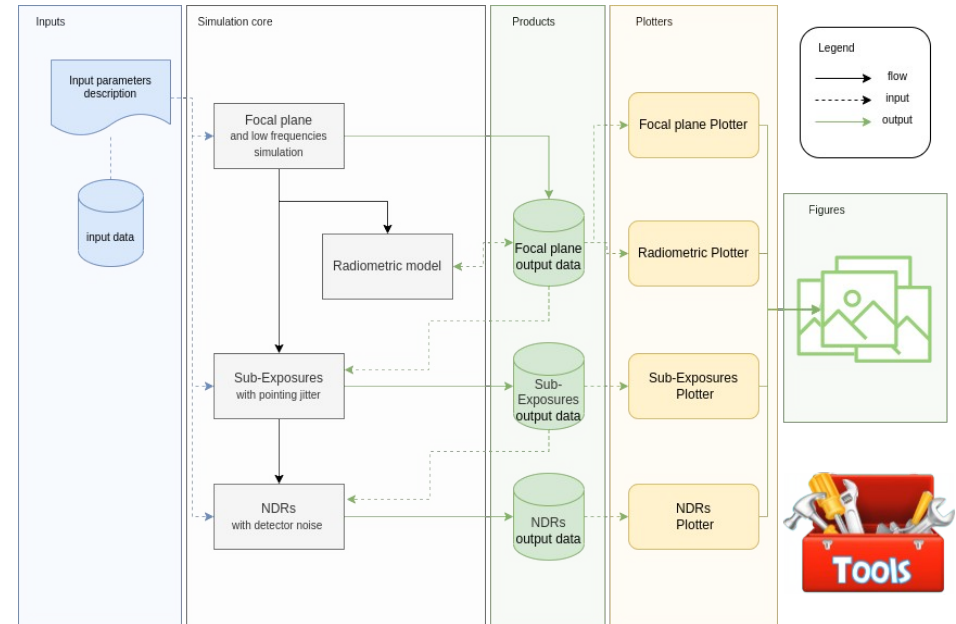 Inputs
Simulation core
Products
Plotters
Legend
flow
input
output
Input parameters
description
input data
Focal plane
and low frequencies
simulation
Radiometric model
Sub-Exposures
with pointing jitter
NDRs
with detector noise
Focal plane
output data
Sub-
Exposures
output data
NDRs
output data
Focal plane Plotter
Radiometric Plotter
Sub-Exposures
Plotter
NDRs
Plotter
Figures
Tools